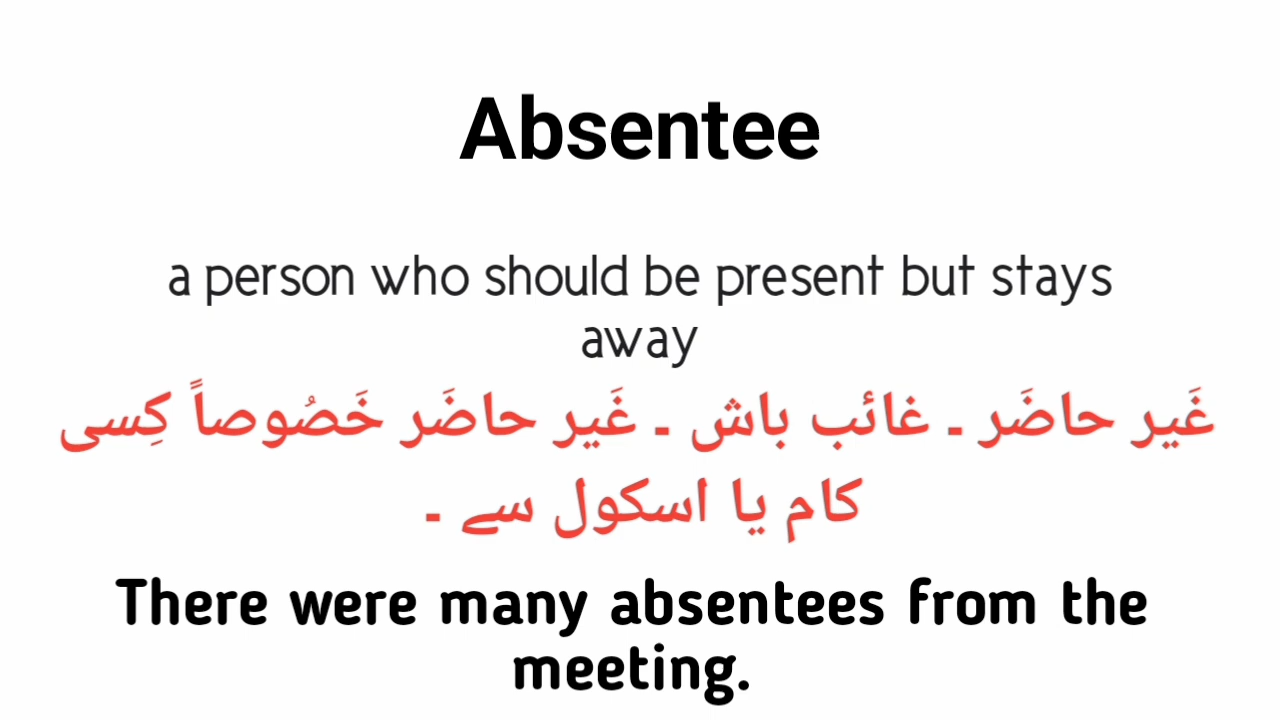 Absentee
a person who should be present but stays
away
غَیر حاضَر ۔ غائب باش ۔ غَیر حاضَر خَصُوصاً کِسی
کام یا اسکول سے ۔
There were many absentees from the
meeting.